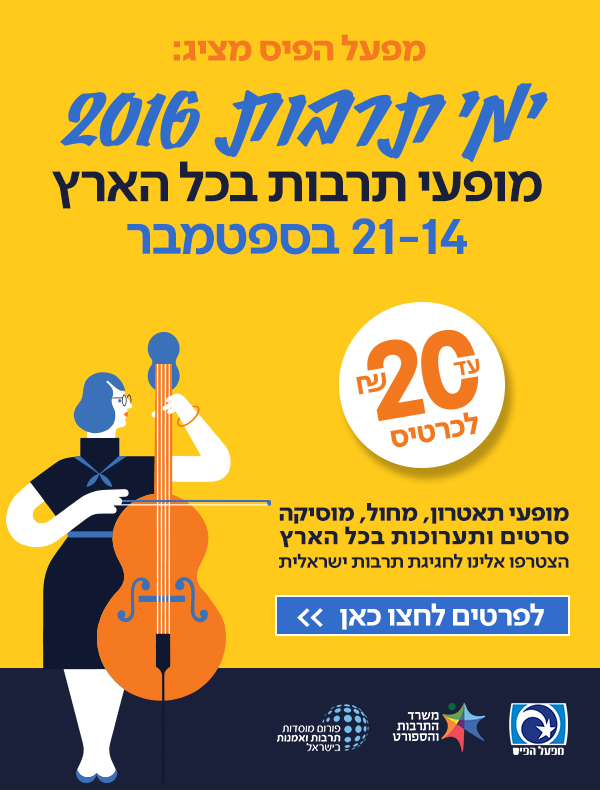 מפעל הפיס מציג:
ימי תרבות 2016
מופעי תרבות בכל הארץ
21-14 בספטמבר
עד 20 ש"ח
לכרטיס
מופעי תאטרון, מחול, מוסיקה
סרטים ותערוכות בכל הארץ
הצטרפו אלינו לחגיגת תרבות ישראלית
לפרטים לחצו כאן >>
מפעל הפיס
משרד
התרבות
והספורט
פורום מוסדות
תרבות ואמנות
בישראל